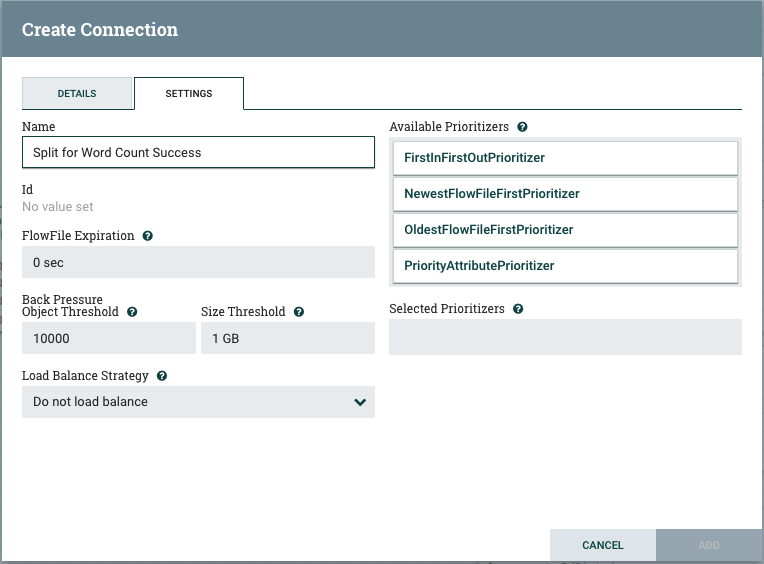 Create Connection
DETAILS
SETTINGS
Name
Split for Word Count Success
Id
No value set
FlowFile Expiration
0 sec
Back Pressure
Object Threshold
Size Threshold
10000
1 GB
Load Balance Strategy
Do not load balance
Available Prioritizers
FirstInFirstOutPrioritizer
NewestFlowFileFirstPrioritizer
OldestFlowFileFirstPrioritizer
PriorityAttributePrioritizer
Selected Prioritizers
CANCEL
ADD